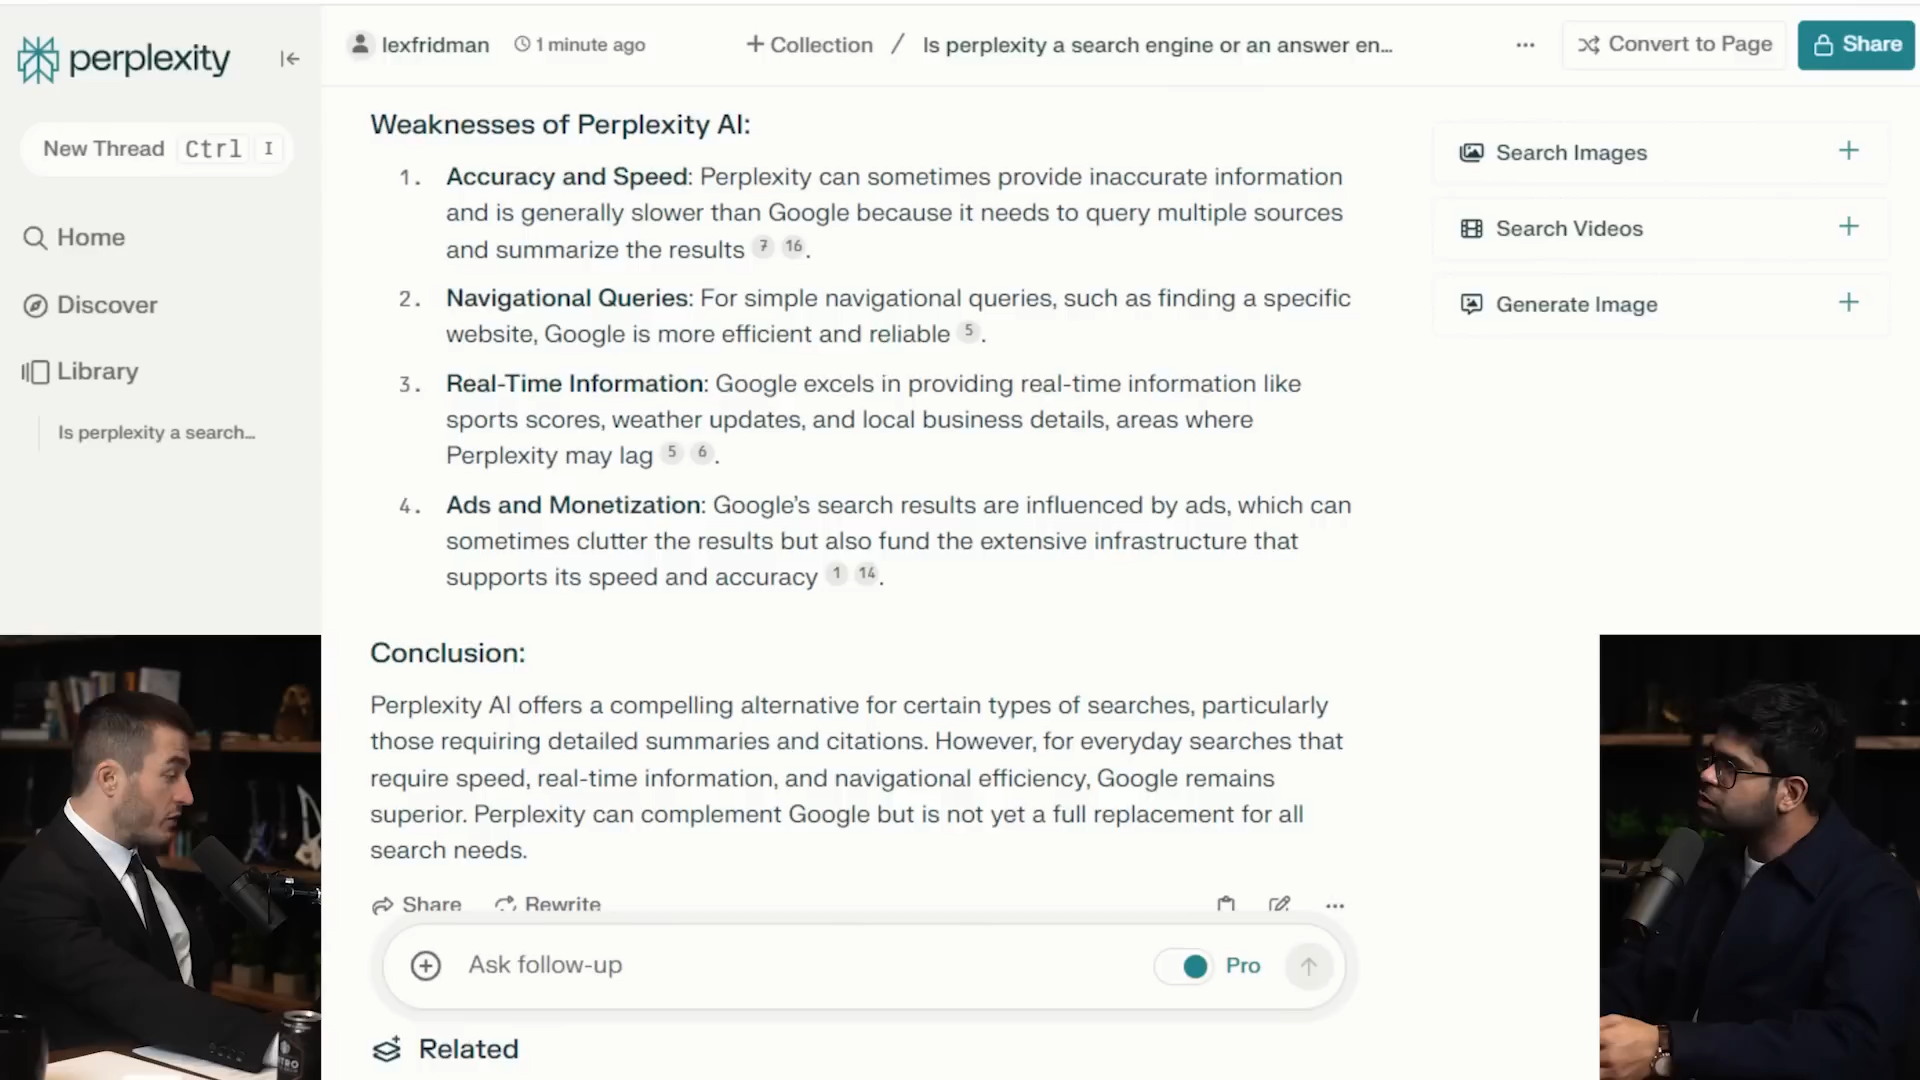 perplexity
New Thread Ctrl I
Home
Discover
Library
Is perplexity a search…
lexfridman 1 minute ago + Collection / Is perplexity a search engine or an answer en... ... Convert to Page Share
Weaknesses of Perplexity AI:
1. Accuracy and Speed: Perplexity can sometimes provide inaccurate information
and is generally slower than Google because it needs to query multiple sources
and summarize the results 7 16.
2. Navigational Queries: For simple navigational queries, such as finding a specific
website, Google is more efficient and reliable 5.
3. Real-Time Information: Google excels in providing real-time information like
sports scores, weather updates, and local business details, areas where
Perplexity may lag 5 6.
4. Ads and Monetization: Google's search results are influenced by ads, which can
sometimes clutter the results but also fund the extensive infrastructure that
supports its speed and accuracy 1 14.
Conclusion:
Perplexity AI offers a compelling alternative for certain types of searches, particularly
those requiring detailed summaries and citations. However, for everyday searches that
require speed, real-time information, and navigational efficiency, Google remains
superior. Perplexity can complement Google but is not yet a full replacement for all
search needs.
Share Rewrite ...
Ask follow-up Pro
Related
Search Images +
Search Videos +
Generate Image +